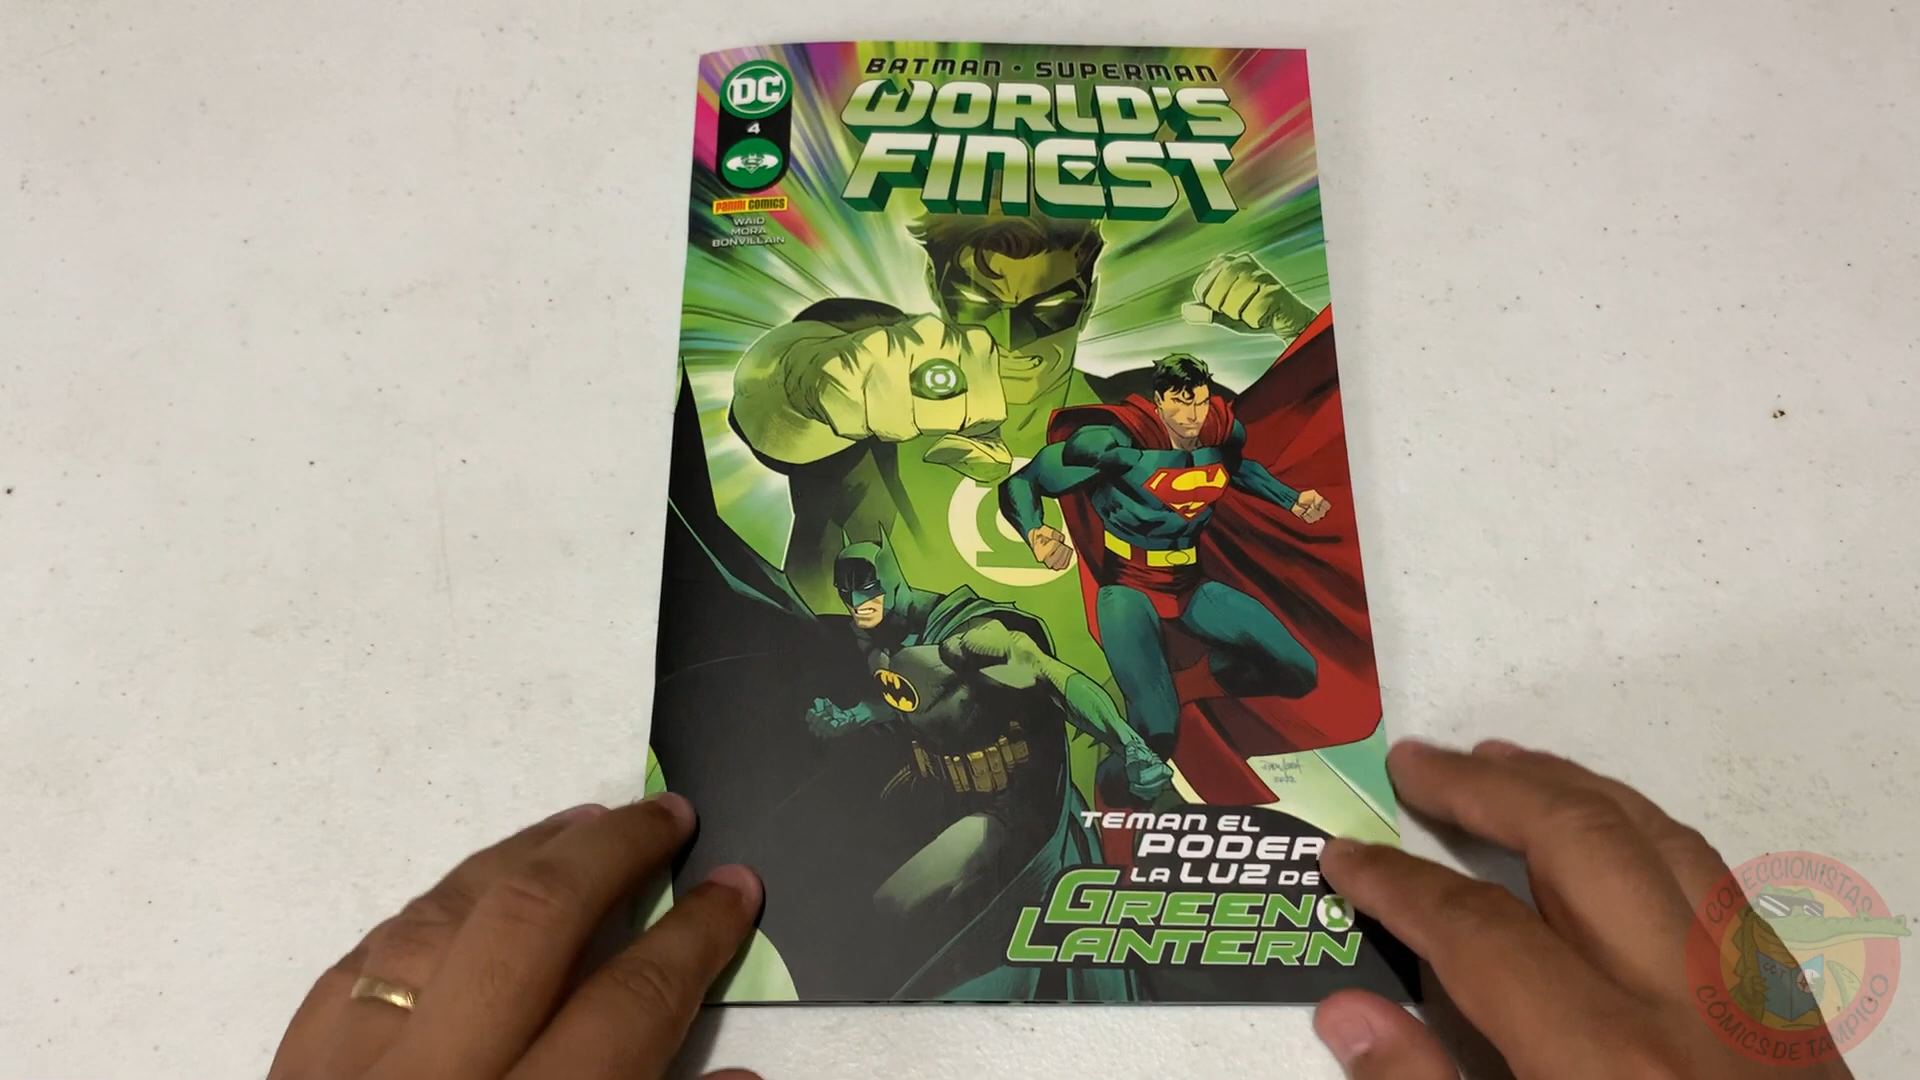 BATMAN · SUPERMAN
WORLD'S
FINEST
DC
4
PANINI COMICS
WAID
MORA
BONVILLAIN
TEMAN EL
PODER
LA LUZ DE
GREEN
LANTERN
COLECCIONISTAS
CÓMICS DE TAMPICO